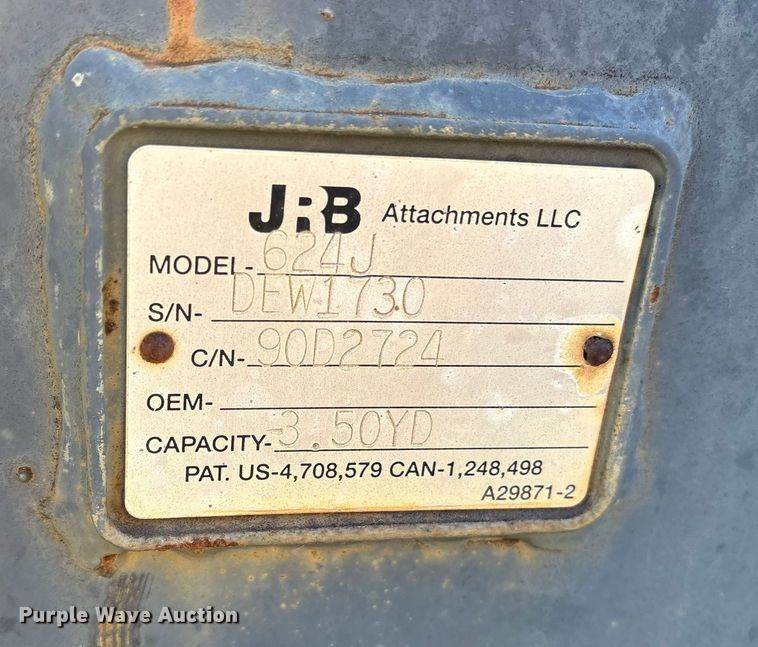 JRB Attachments LLC
MODEL- 624J
S/N- DEW1730
C/N- 90D2724
OEM-
CAPACITY- 3.50YD
PAT. US-4,708,579 CAN-1,248,498
A29871-2
Purple Wave Auction